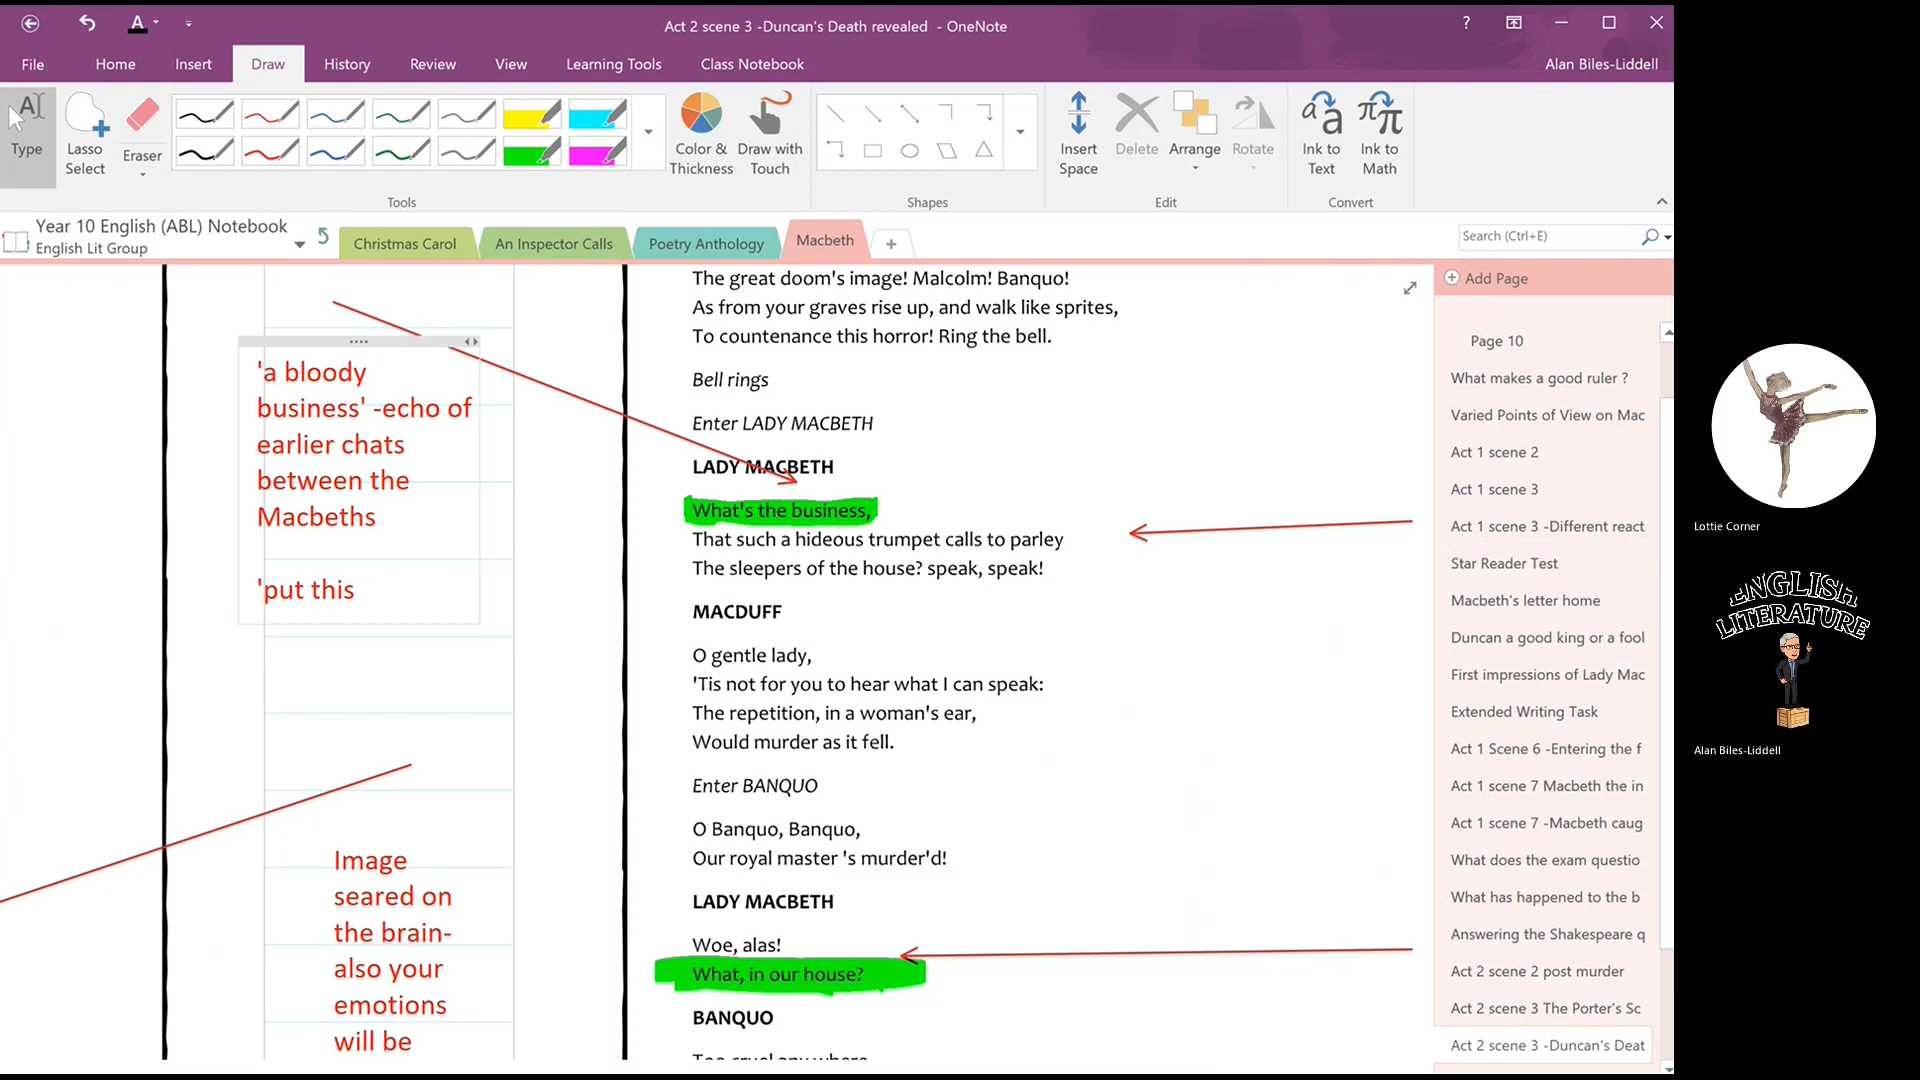 Act 2 scene 3 -Duncan's Death revealed - OneNote
?
A
File
Home
Insert
Draw
History
Review
View
Learning Tools
Class Notebook
Alan Biles-Liddell
Type
Lasso
Select
Eraser
Color &
Thickness
Draw with
Touch
Insert
Space
Delete
Arrange
Rotate
Ink to
Text
Ink to
Math
Tools
Shapes
Edit
Convert
Year 10 English (ABL) Notebook
English Lit Group
Christmas Carol
An Inspector Calls
Poetry Anthology
Macbeth
Search (Ctrl+E)
'a bloody
business' -echo of
earlier chats
between the
Macbeths
'put this
Image
seared on
the brain-
also your
emotions
will be
The great doom's image! Malcolm! Banquo!
As from your graves rise up, and walk like sprites,
To countenance this horror! Ring the bell.
Bell rings
Enter LADY MACBETH
LADY MACBETH
What's the business,
That such a hideous trumpet calls to parley
The sleepers of the house? speak, speak!
MACDUFF
O gentle lady,
'Tis not for you to hear what I can speak:
The repetition, in a woman's ear,
Would murder as it fell.
Enter BANQUO
O Banquo, Banquo,
Our royal master 's murder'd!
LADY MACBETH
Woe, alas!
What, in our house?
BANQUO
Too cruel any where
Add Page
Page 10
What makes a good ruler ?
Varied Points of View on Mac
Act 1 scene 2
Act 1 scene 3
Act 1 scene 3 -Different react
Star Reader Test
Macbeth's letter home
Duncan a good king or a fool
First impressions of Lady Mac
Extended Writing Task
Act 1 Scene 6 -Entering the f
Act 1 scene 7 Macbeth the in
Act 1 scene 7 -Macbeth caug
What does the exam questio
What has happened to the b
Answering the Shakespeare q
Act 2 scene 2 post murder
Act 2 scene 3 The Porter's Sc
Act 2 scene 3 -Duncan's Deat
Lottie Corner
ENGLISH
LITERATURE
Alan Biles-Liddell